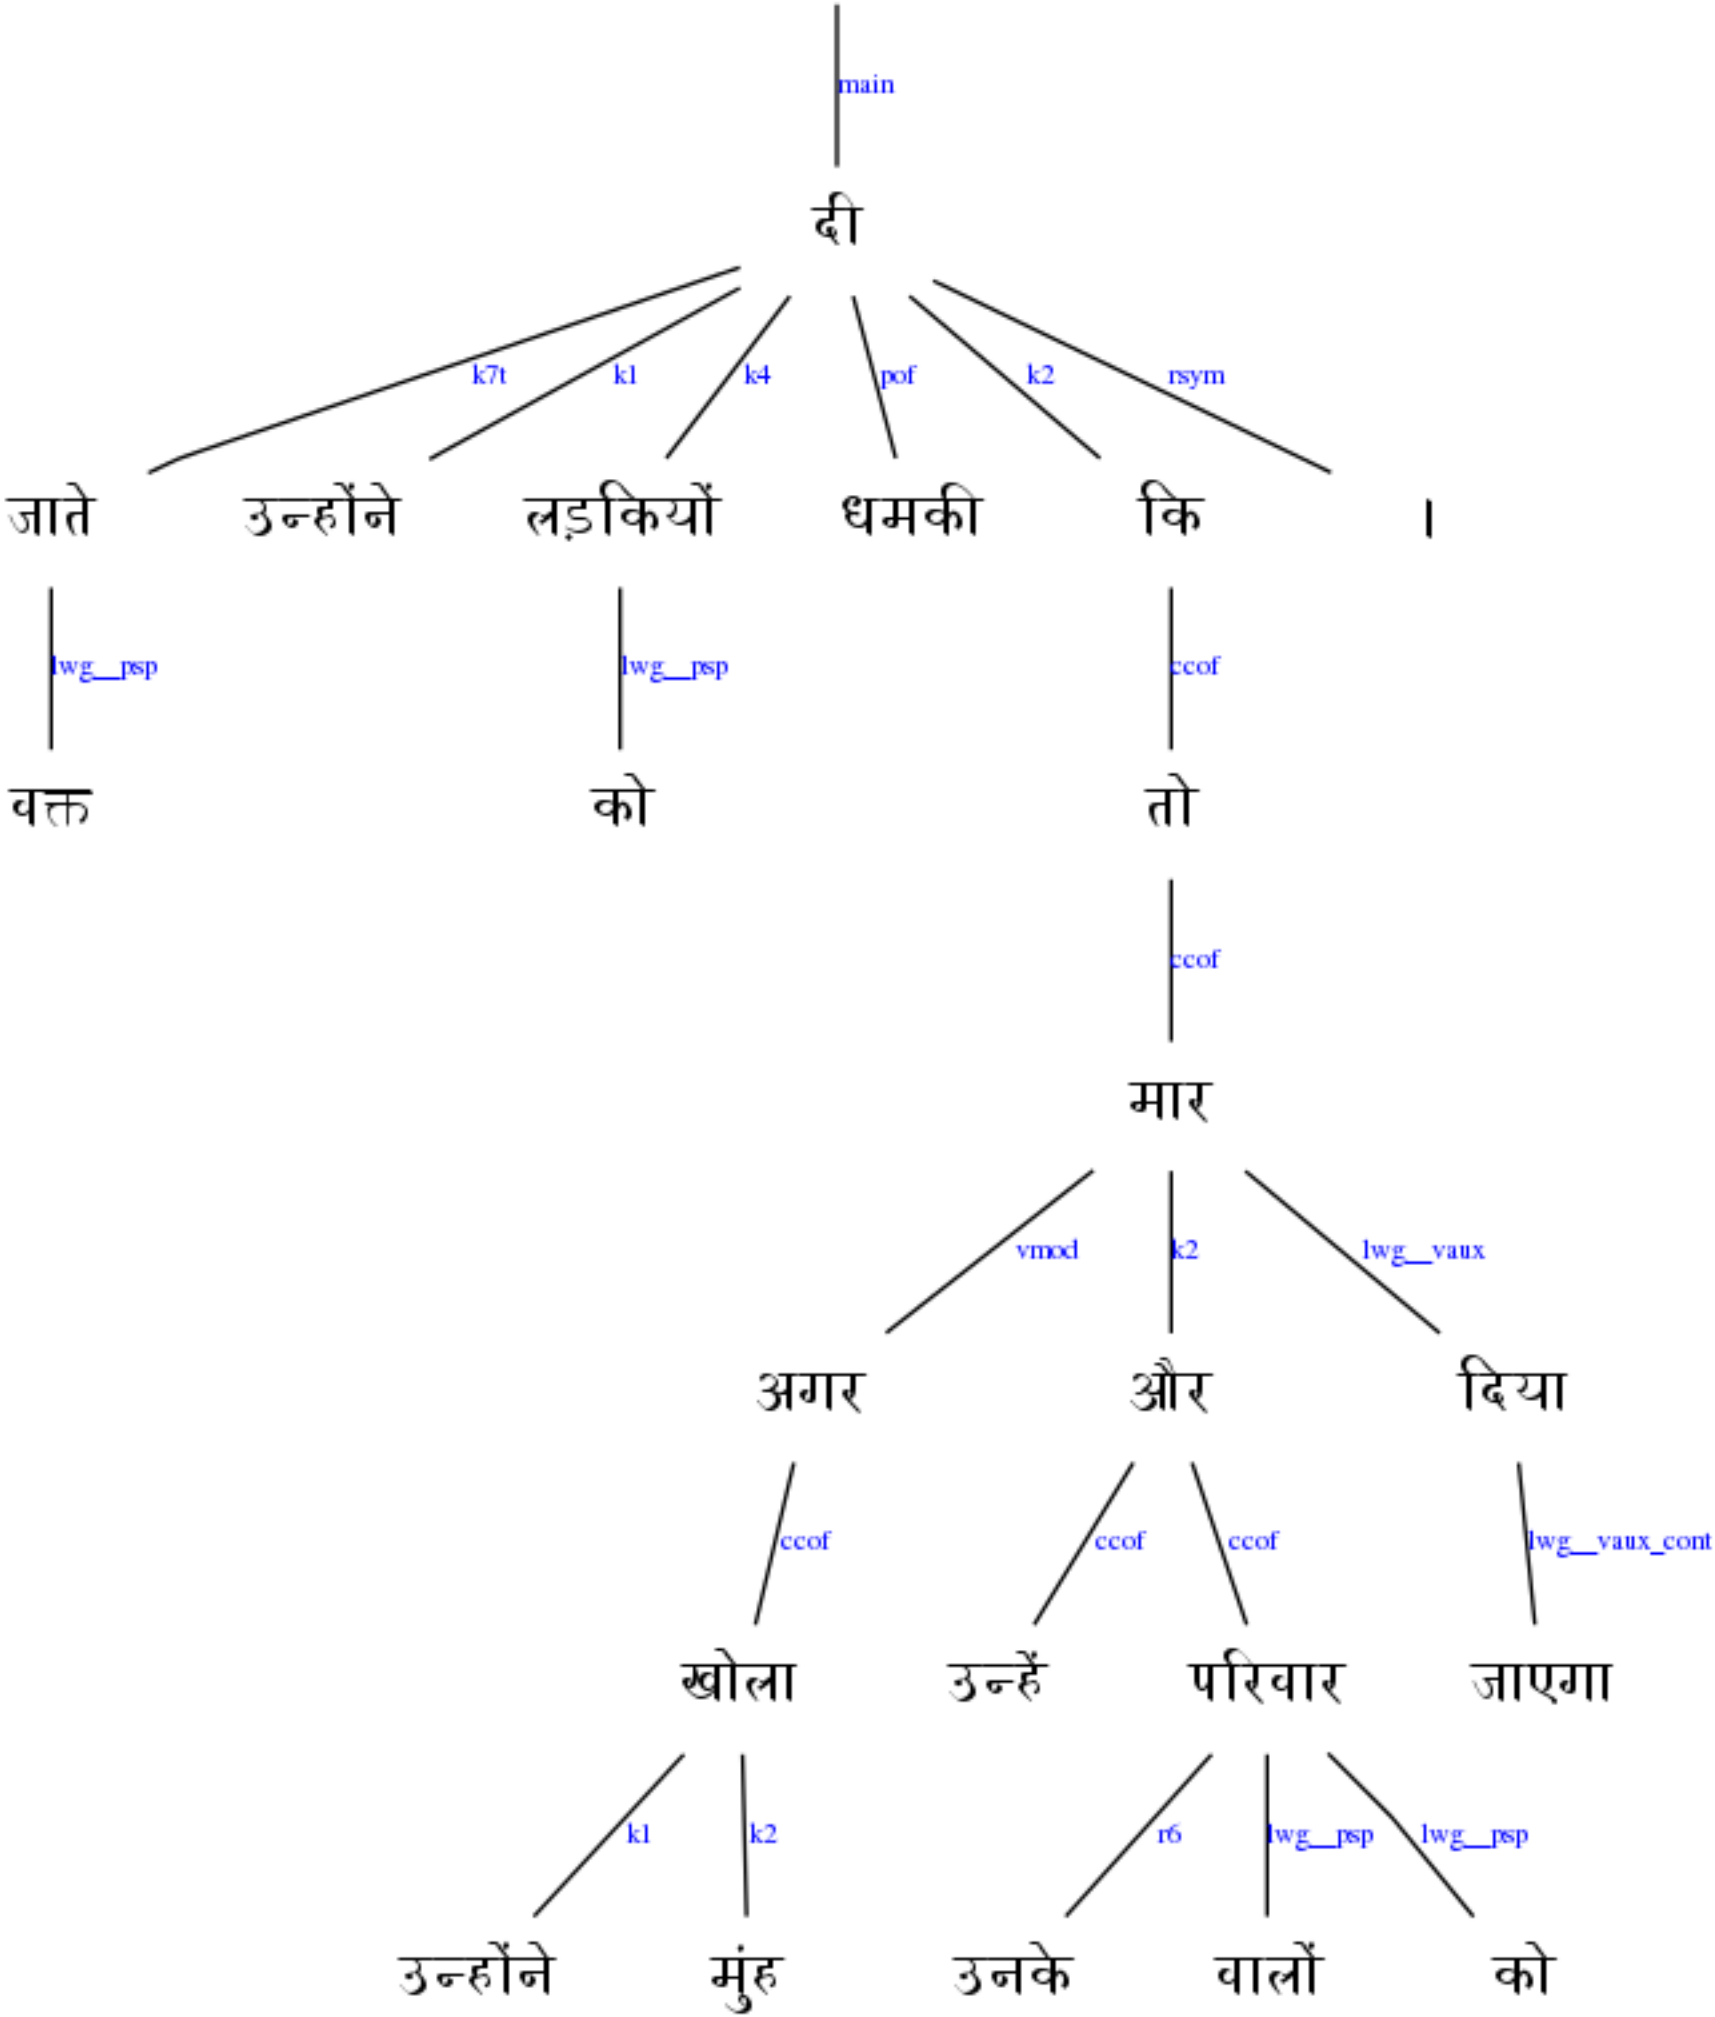 main
दी
k7t k1 k4 pof k2 rsym
जाते उन्होंने लड़कियों धमकी कि ।
lwg__psp lwg__psp ccof
वक्त को तो
ccof
मार
vmod k2 lwg__vaux
अगर और दिया
ccof ccof ccof lwg__vaux_cont
खोला उन्हें परिवार जाएगा
k1 k2 r6 lwg__psp lwg__psp
उन्होंने मुंह उनके वालों को